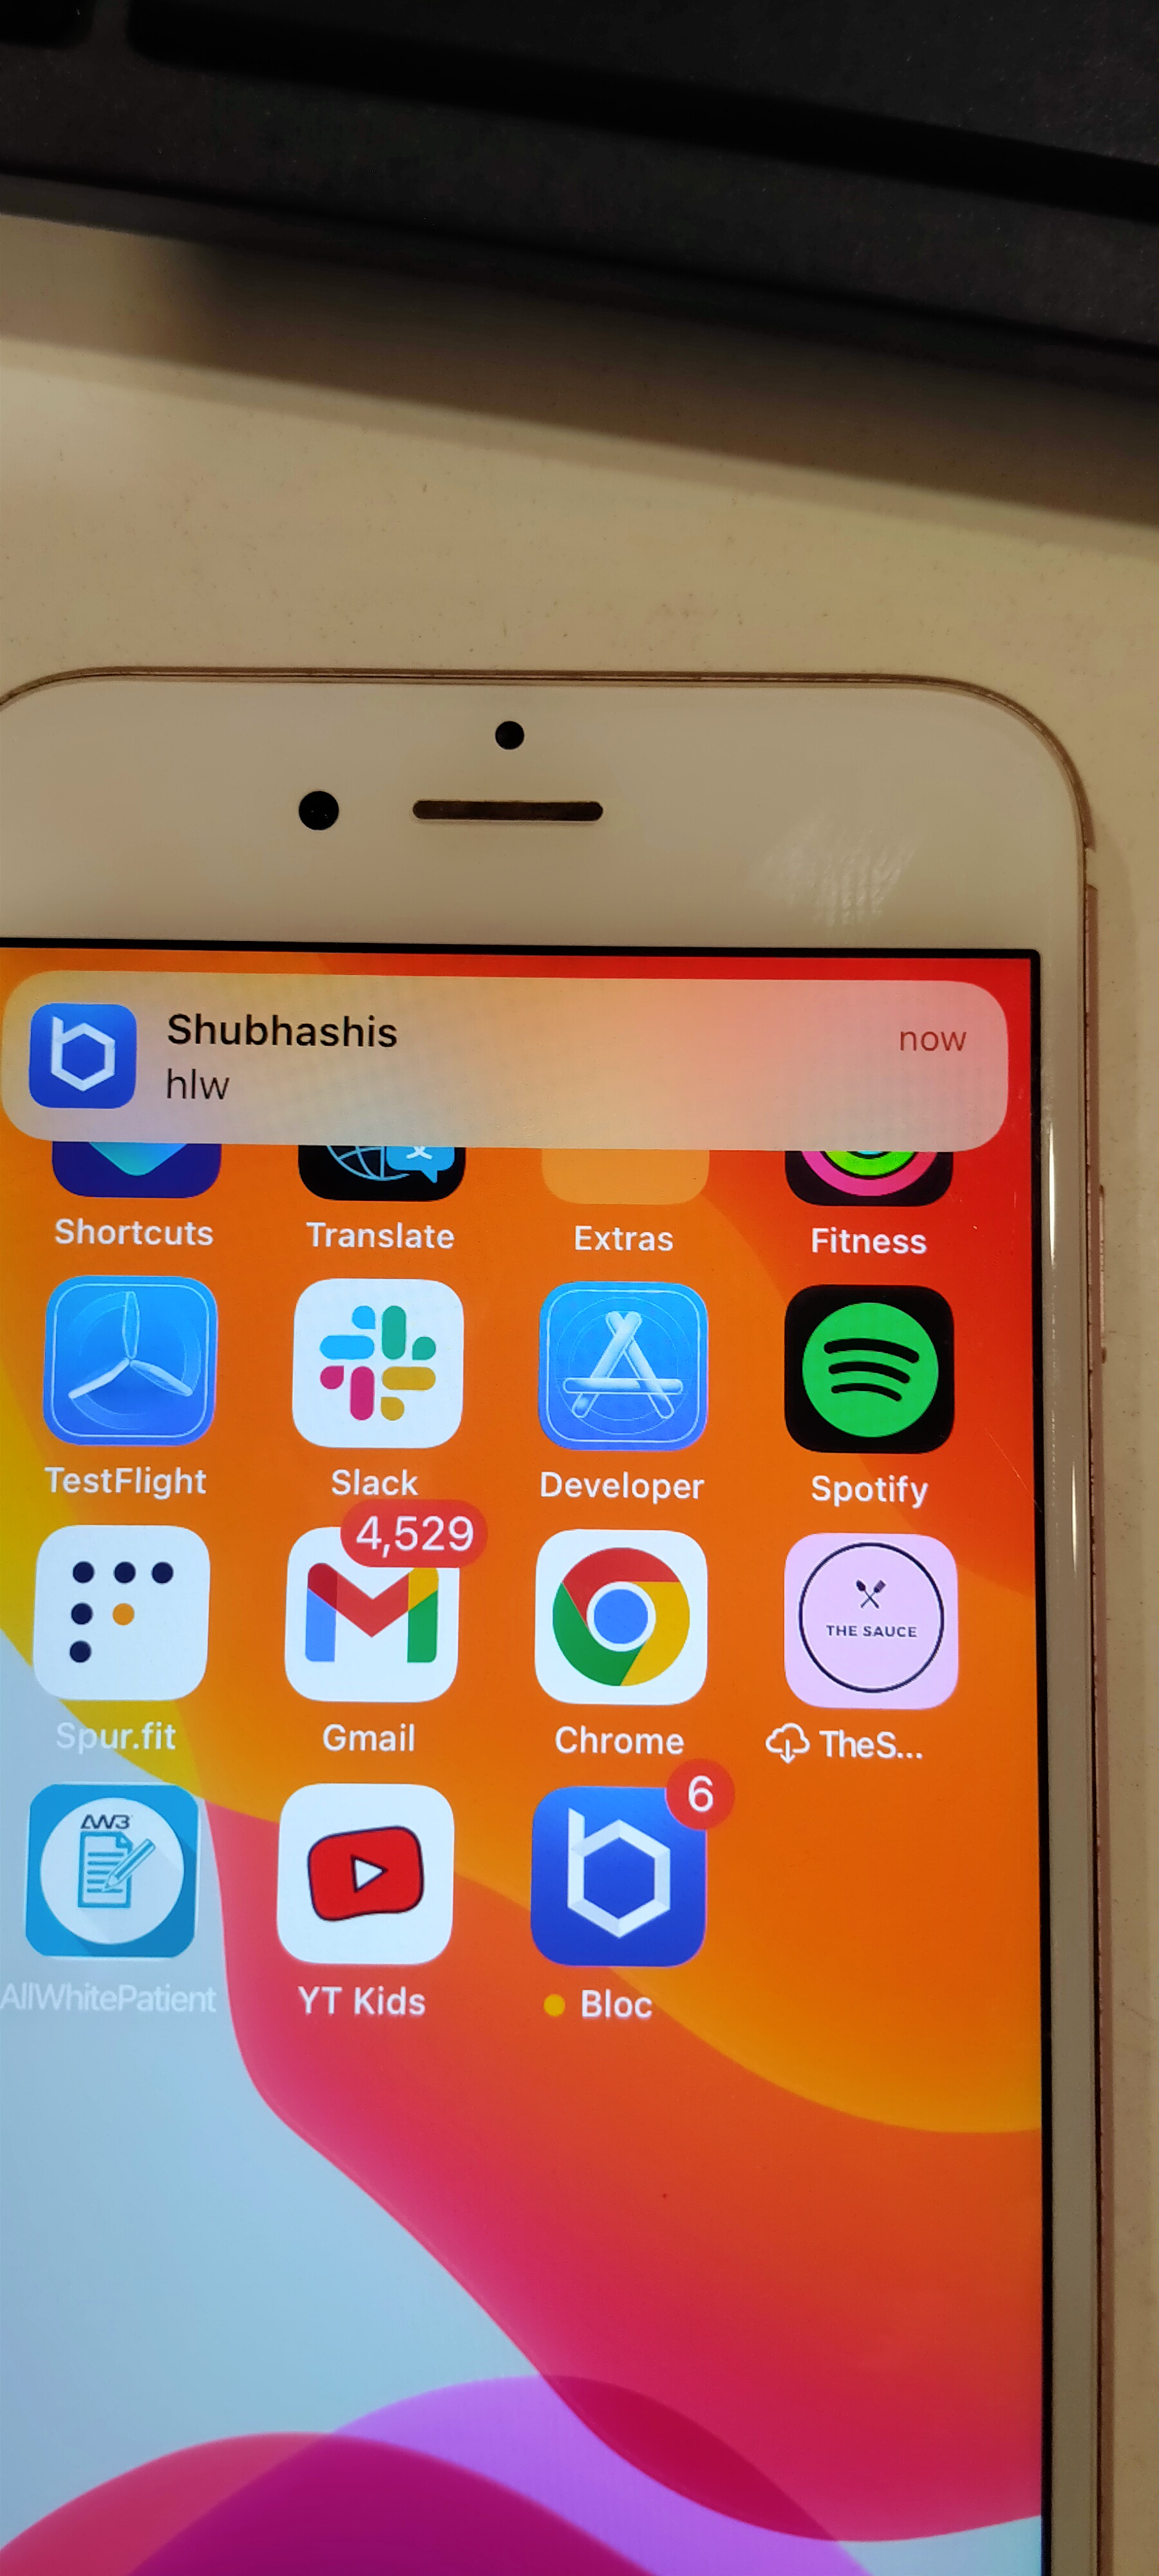 Shubhashis
now
hlw
Shortcuts
Translate
Extras
Fitness
TestFlight
Slack
Developer
Spotify
4,529
THE SAUCE
Spur.fit
Gmail
Chrome
TheS...
6
AW3
AllWhitePatient
YT Kids
Bloc